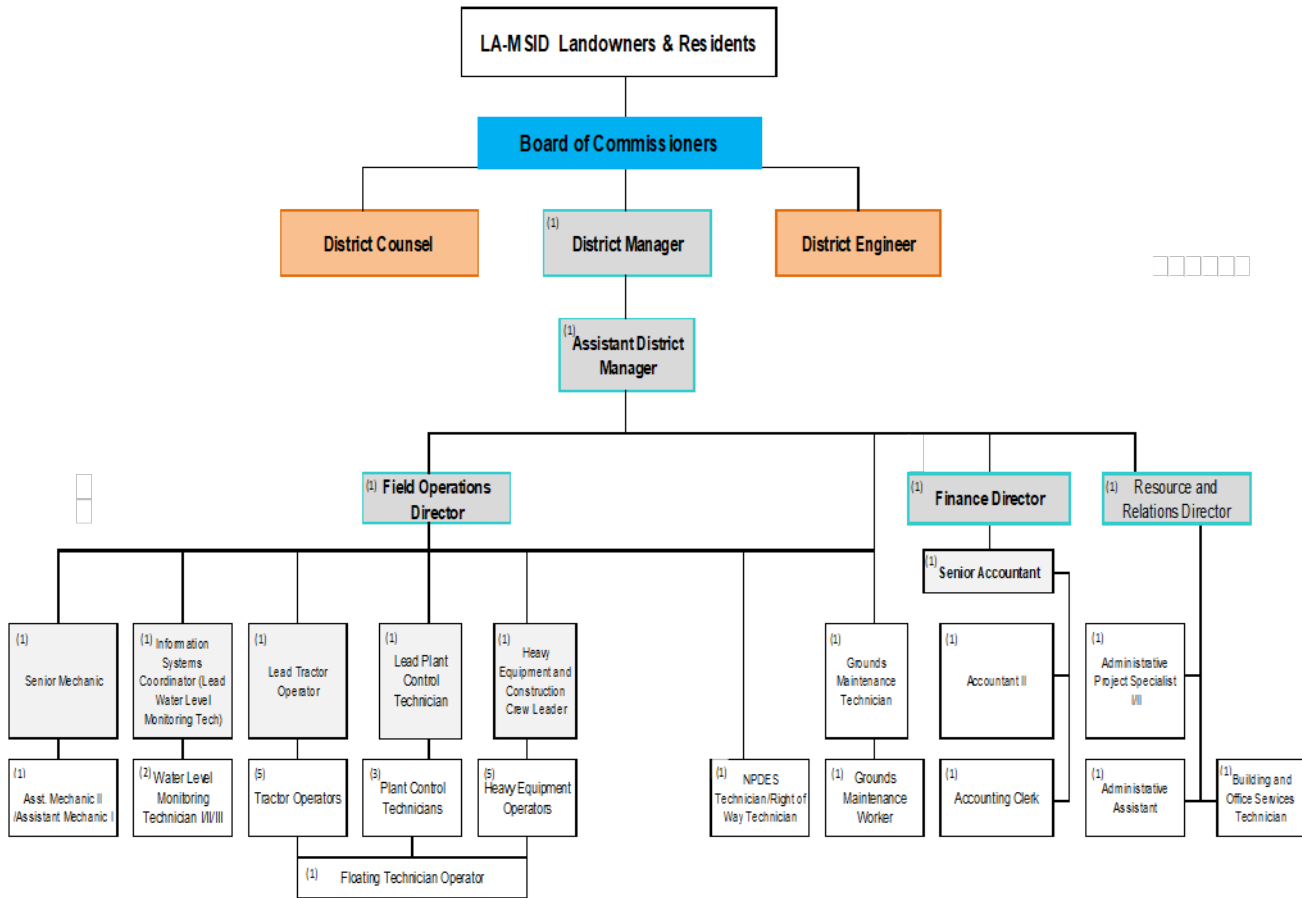 LA-MSID Landowners & Residents
Board of Commissioners
District Counsel
(1)
District Manager
District Engineer
(1)
Assistant District
Manager
(1) Field Operations
Director
(1)
Finance Director
(1) Resource and
Relations Director
(1)
Senior Accountant
(1)
Senior Mechanic
(1) Information
Systems
Coordinator (Lead
Water Level
Monitoring Tech)
(1)
Lead Tractor
Operator
(1)
Lead Plant
Control
Technician
(1)
Heavy
Equipment and
Construction
Crew Leader
(1)
Grounds
Maintenance
Technician
(1)
Accountant II
(1)
Administrative
Project Specialist
I/II
(1)
Asst. Mechanic II
/Assistant Mechanic I
(2) Water Level
Monitoring
Technician I/II/III
(5)
Tractor Operators
(3)
Plant Control
Technicians
(5)
Heavy Equipment
Operators
(1)
NPDES
Technician/Right of
Way Technician
(1)
Grounds
Maintenance
Worker
(1)
Accounting Clerk
(1)
Administrative
Assistant
(1) Building and
Office Services
Technician
(1) Floating Technician Operator